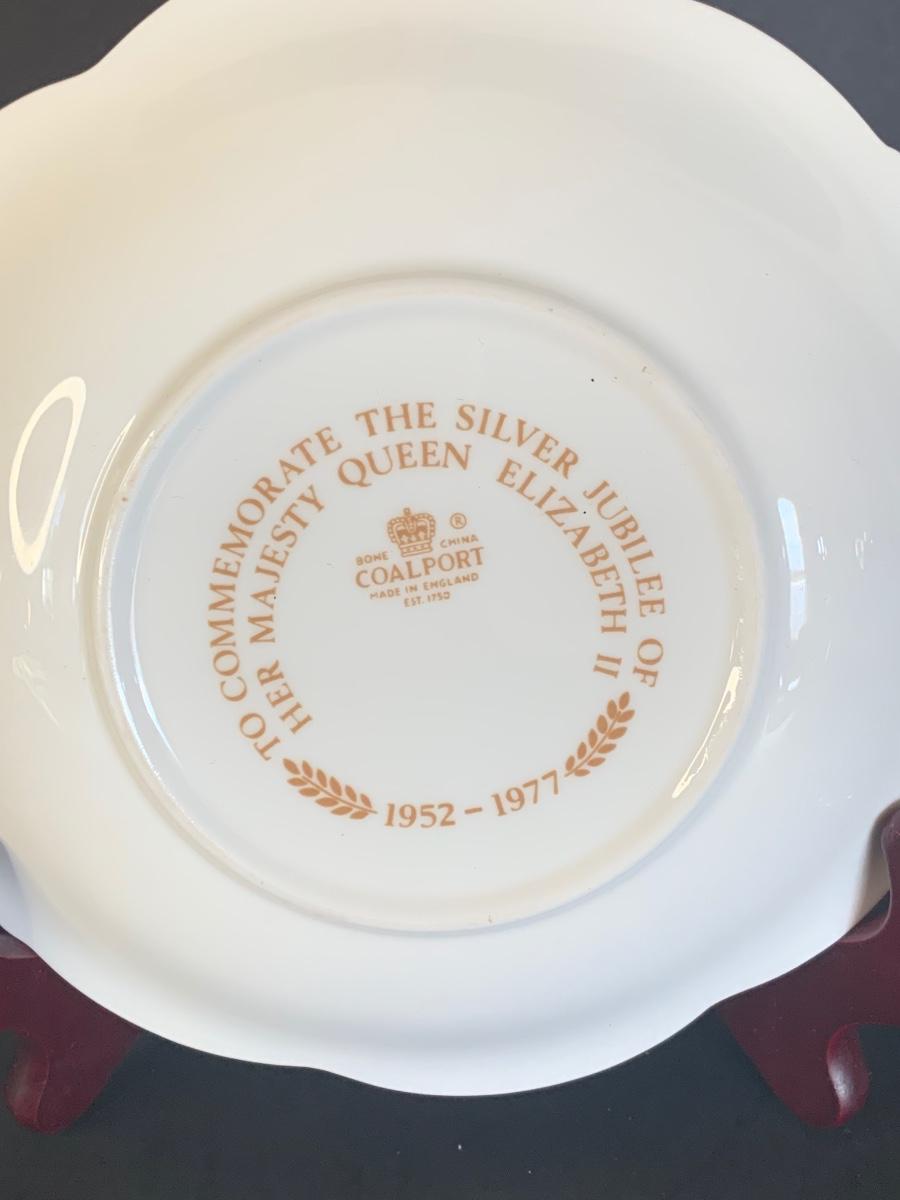 TO COMMEMORATE THE SILVER JUBILEE OF
HER MAJESTY QUEEN ELIZABETH II
®
BONE CHINA
COALPORT
MADE IN ENGLAND
EST. 1750
1952 – 1977